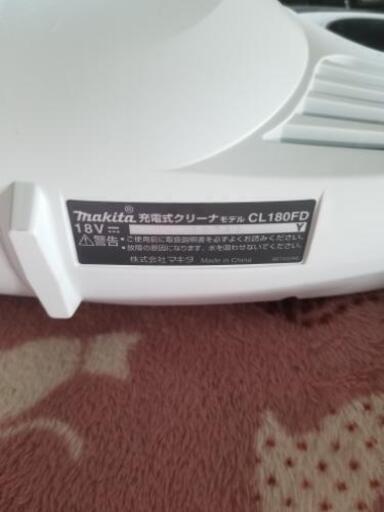 makita® 充電式クリーナ モデル CL180FD
18V⎓ Y
⚠警告 ・ご使用前に取扱説明書を必ずよくお読みください。
・故障の原因になります。水を吸わせないでください。
株式会社マキタ Made in China